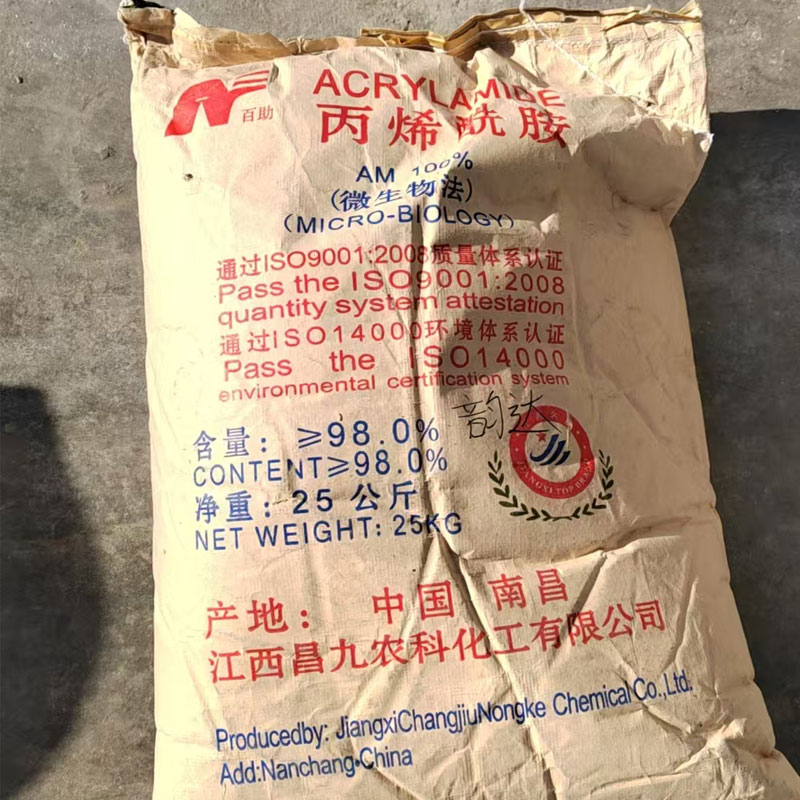 ACRYLAMIDE
百助
丙烯酰胺
AM 100%
(微生物法)
(MICRO-BIOLOGY)
通过ISO9001:2008质量体系认证
Pass the ISO9001:2008
quantity system attestation
通过ISO14000环境体系认证
Pass the ISO14000
environmental certification system
韵达
含量：≥98.0%
CONTENT≥98.0%
净重：25公斤
NET WEIGHT: 25KG
JIANGXI TOP BRAND
产地：中国 南昌
江西昌九农科化工有限公司
Producedby: JiangxiChangjiuNongke Chemical Co.,Ltd.
Add:Nanchang•China